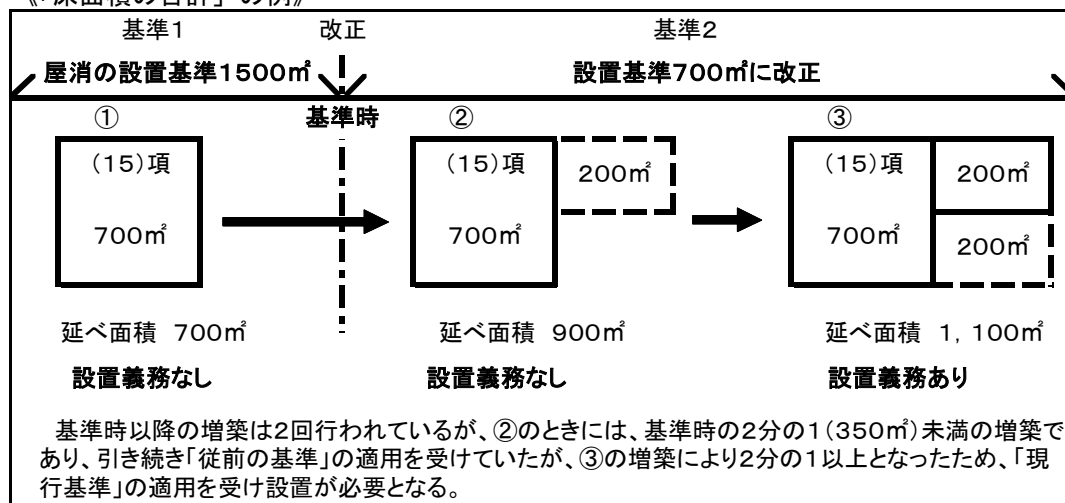 《「床面積の合計」の例》
基準1 改正 基準2
屋消の設置基準1500㎡ 設置基準700㎡に改正
① 基準時 ② ③
(15)項 (15)項 200㎡ (15)項 200㎡
700㎡ 700㎡ 700㎡ 200㎡
延べ面積 700㎡ 延べ面積 900㎡ 延べ面積 1,100㎡
設置義務なし 設置義務なし 設置義務あり
基準時以降の増築は2回行われているが、②のときには、基準時の2分の1(350㎡)未満の増築で
あり、引き続き「従前の基準」の適用を受けていたが、③の増築により2分の1以上となったため、「現
行基準」の適用を受け設置が必要となる。